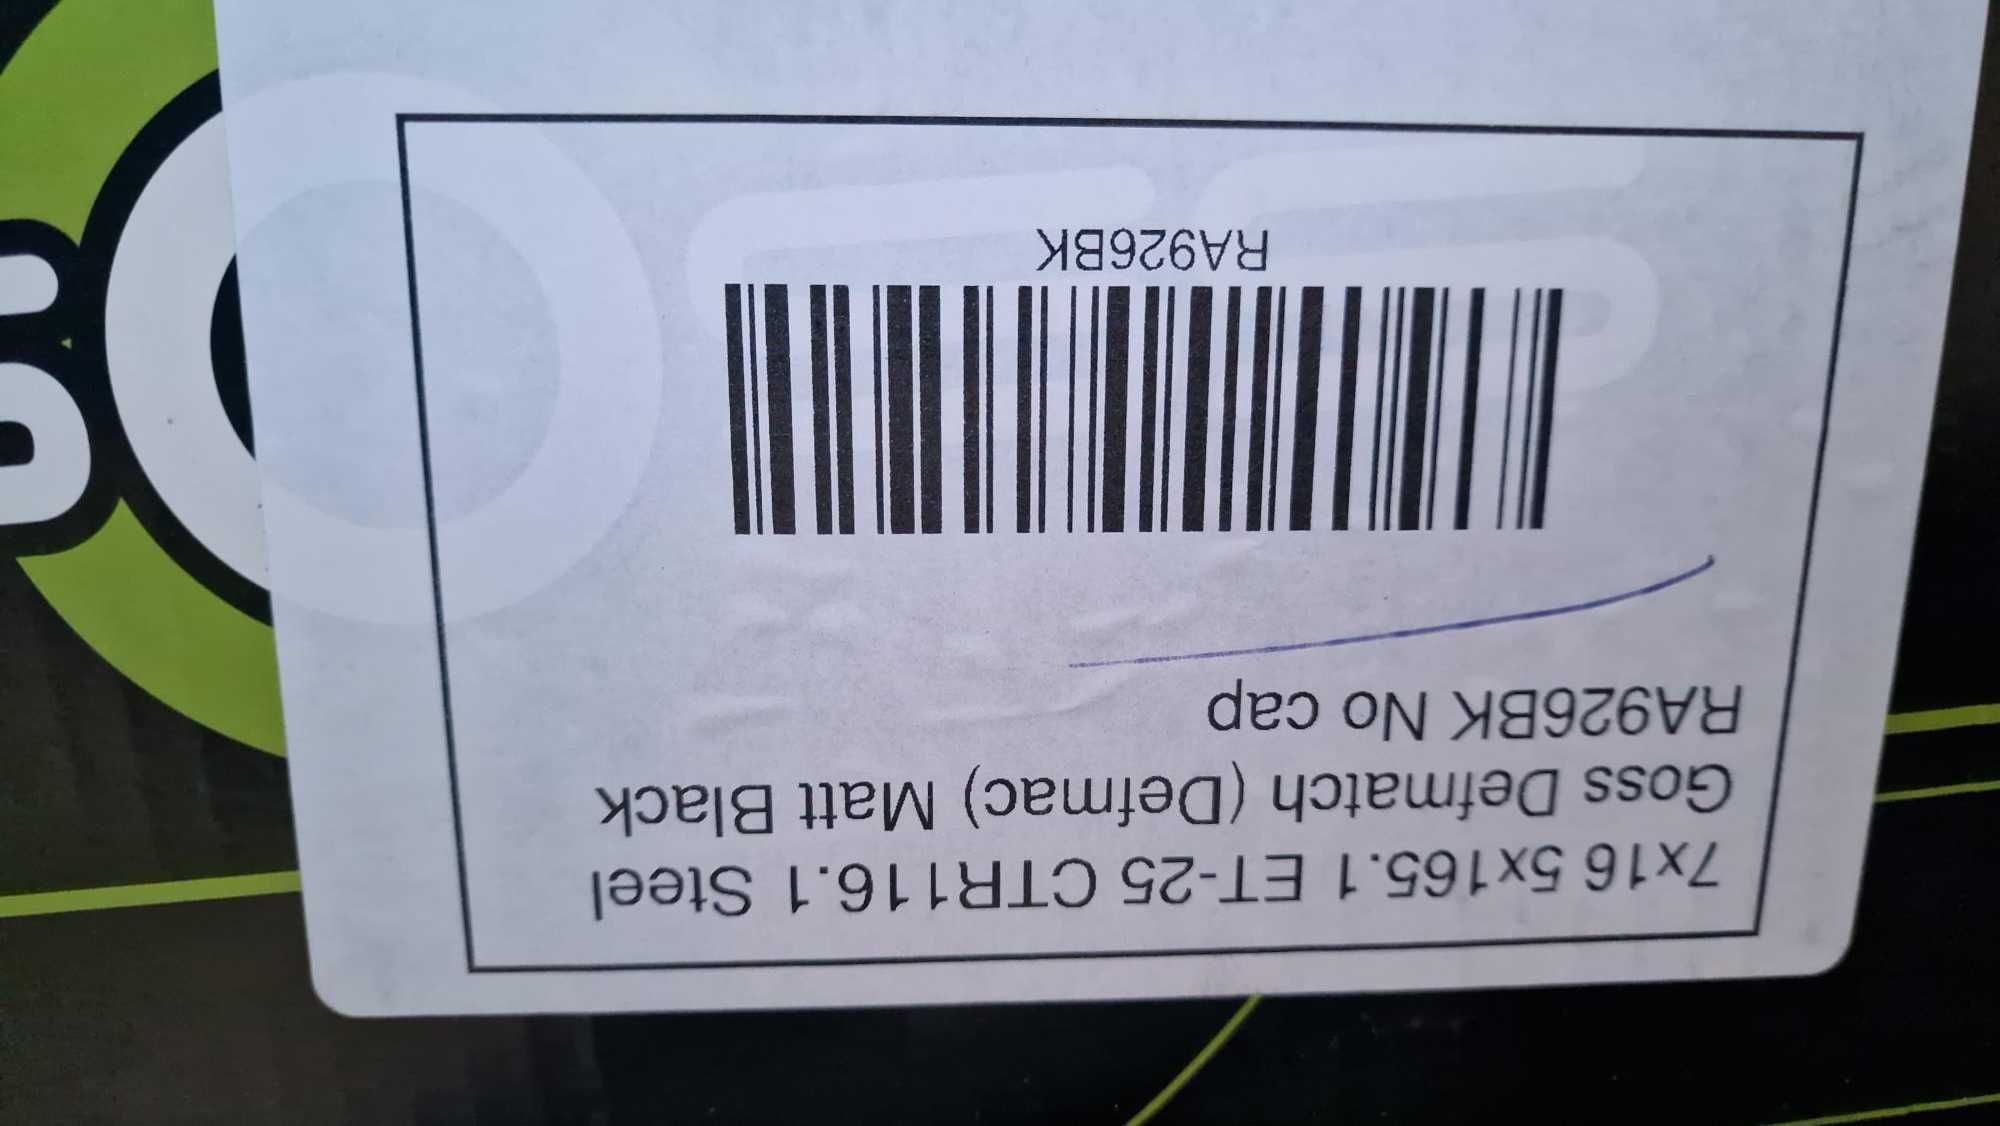 7x16 5x165.1 ET-25 CTR116.1 Steel
Goss Defmatch (Defmac) Matt Black
RA926BK No cap
RA926BK